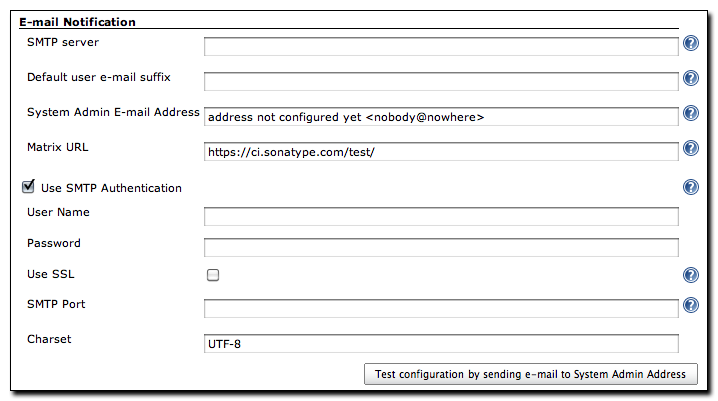 E-mail Notification
SMTP server
Default user e-mail suffix
System Admin E-mail Address address not configured yet <nobody@nowhere>
Matrix URL https://ci.sonatype.com/test/
Use SMTP Authentication
User Name
Password
Use SSL
SMTP Port
Charset UTF-8
Test configuration by sending e-mail to System Admin Address